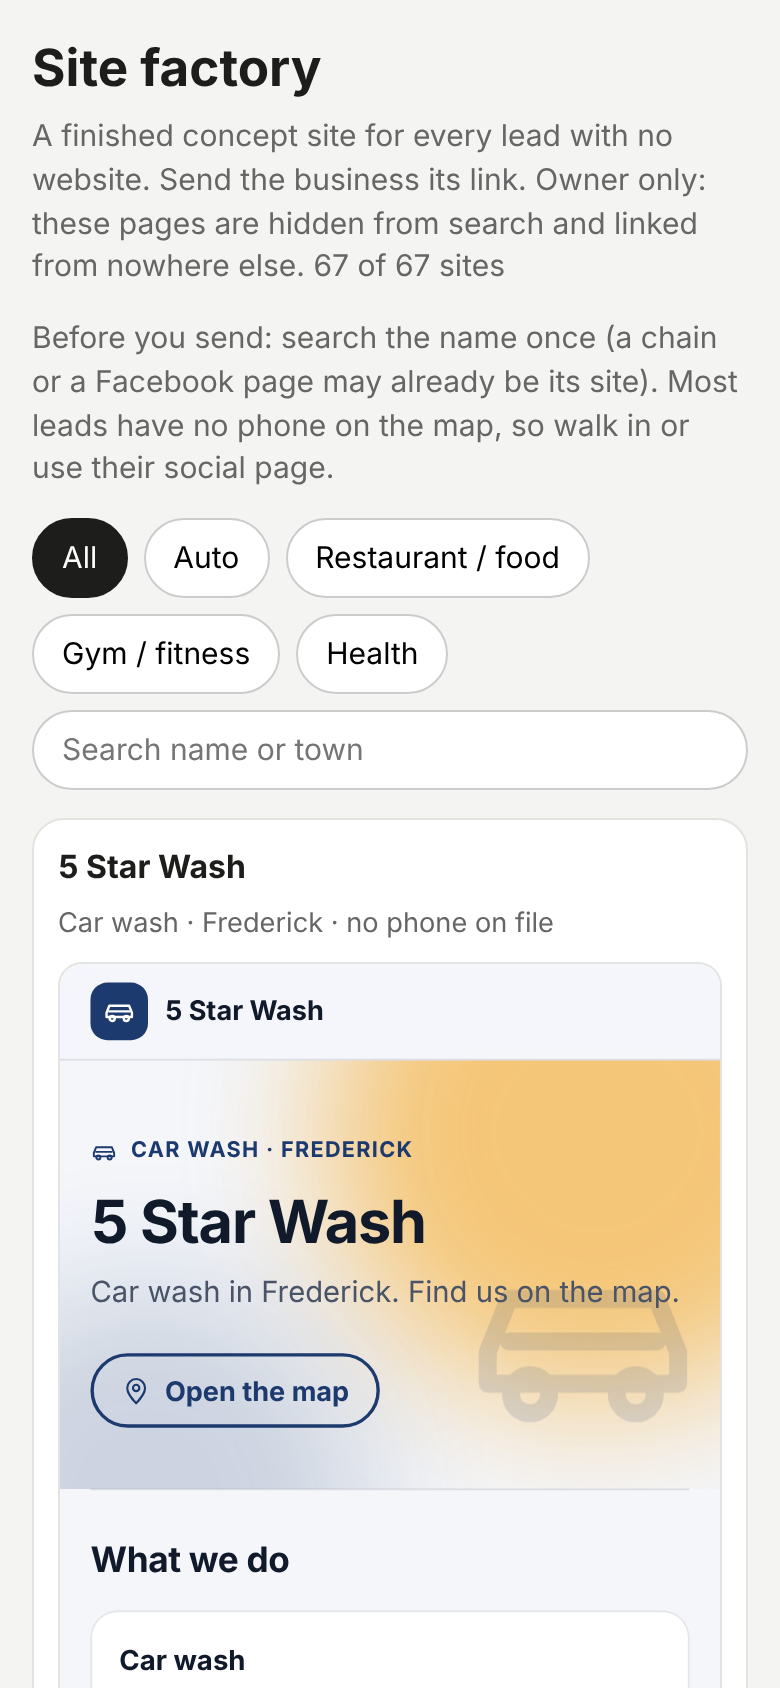 Site factory
A finished concept site for every lead with no
website. Send the business its link. Owner only:
these pages are hidden from search and linked
from nowhere else. 67 of 67 sites
Before you send: search the name once (a chain
or a Facebook page may already be its site). Most
leads have no phone on the map, so walk in or
use their social page.
All
Auto
Restaurant / food
Gym / fitness
Health
Search name or town
5 Star Wash
Car wash · Frederick · no phone on file
5 Star Wash
CAR WASH · FREDERICK
5 Star Wash
Car wash in Frederick. Find us on the map.
Open the map
What we do
Car wash